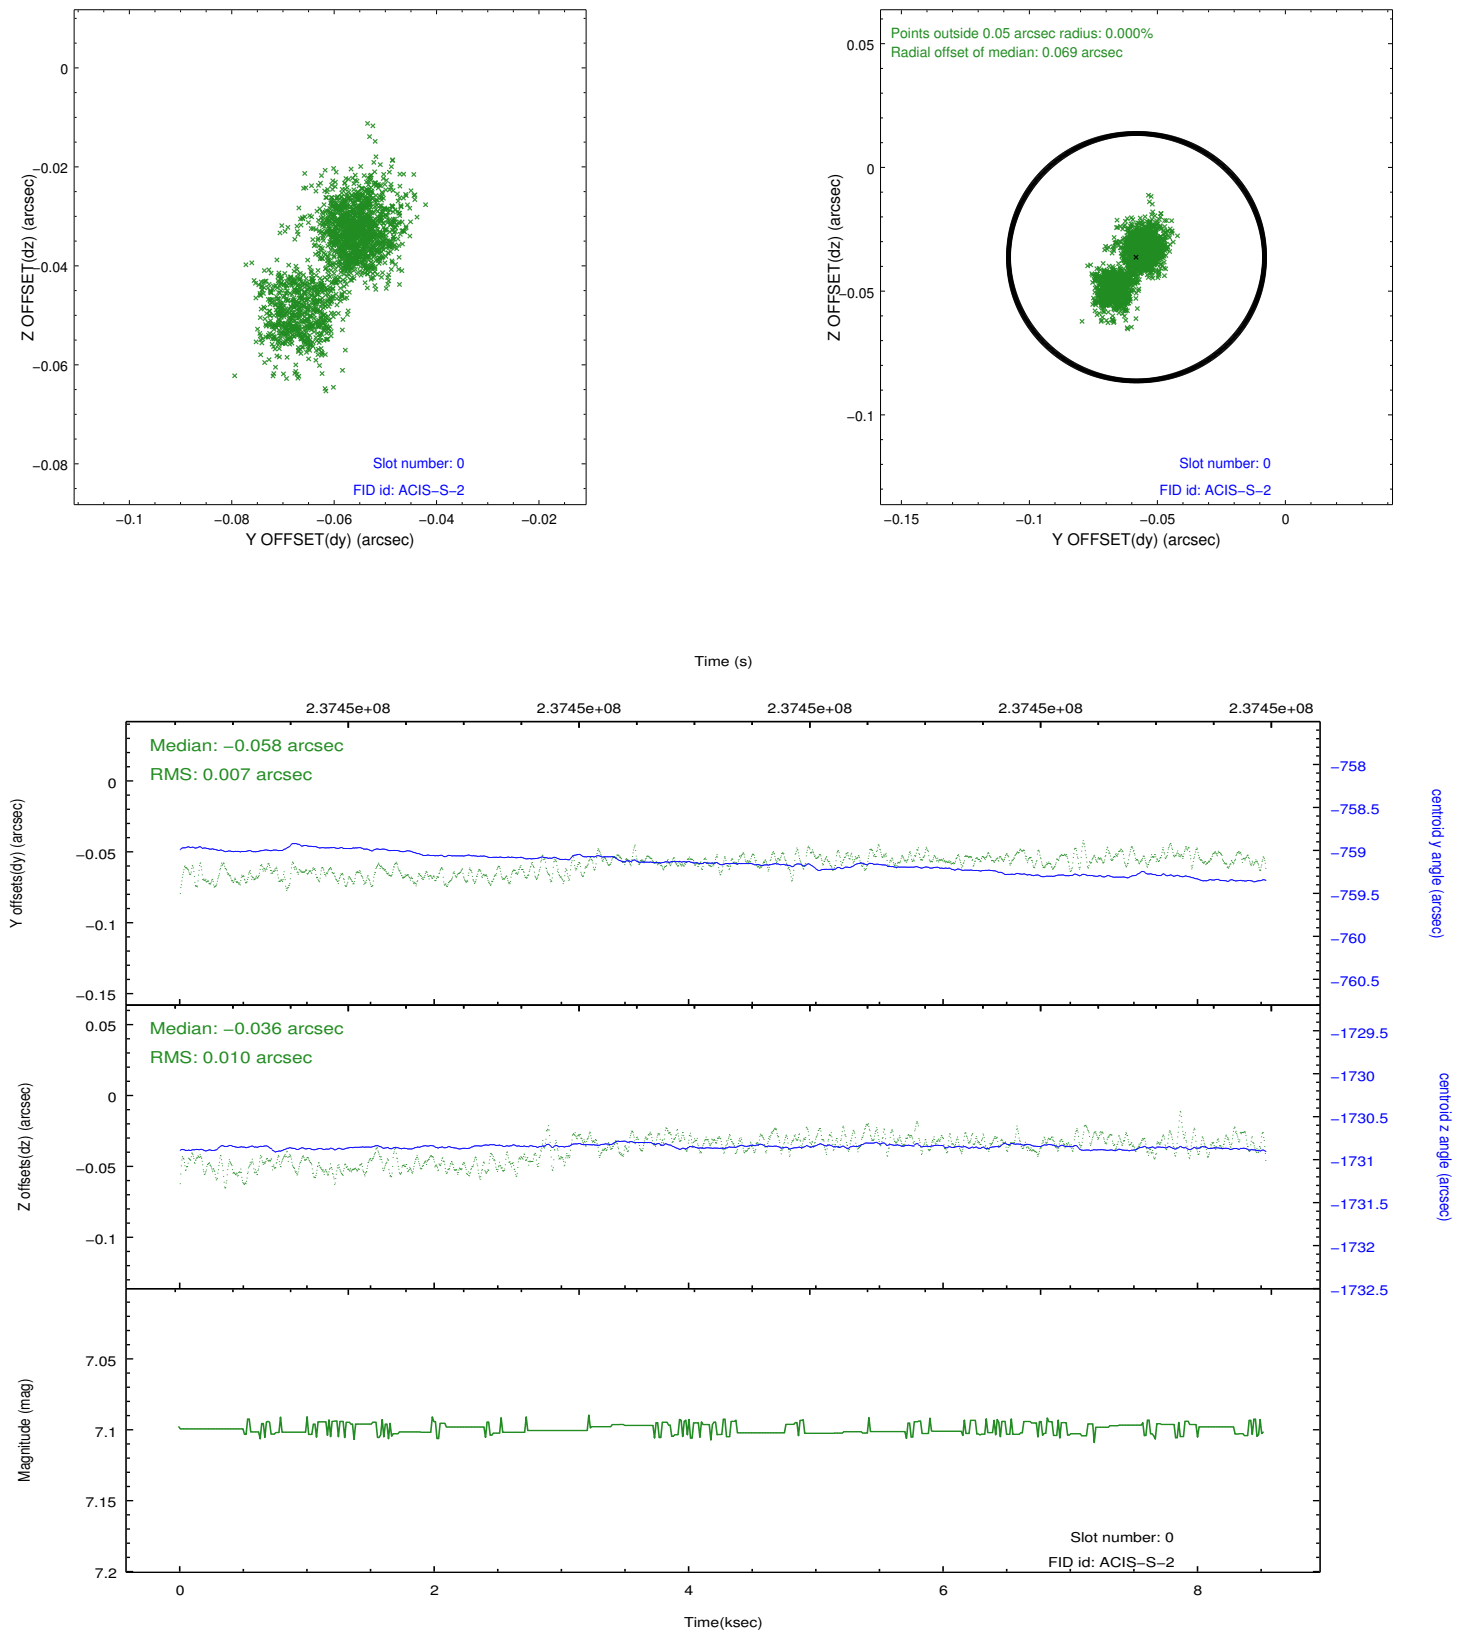 0
−0.02
−0.04
−0.06
−0.08
Z OFFSET(dz) (arcsec)
Slot number: 0
FID id: ACIS−S−2
−0.1
−0.08
−0.06
−0.04
−0.02
Y OFFSET(dy) (arcsec)
Points outside 0.05 arcsec radius: 0.000%
Radial offset of median: 0.069 arcsec
0.05
0
−0.05
−0.1
Z OFFSET(dz) (arcsec)
Slot number: 0
FID id: ACIS−S−2
−0.15
−0.1
−0.05
0
Y OFFSET(dy) (arcsec)
Time (s)
2.3745e+08
2.3745e+08
2.3745e+08
2.3745e+08
2.3745e+08
Median: −0.058 arcsec
RMS: 0.007 arcsec
0
−0.05
−0.1
−0.15
Y offsets(dy) (arcsec)
−758
−758.5
−759
−759.5
−760
−760.5
centroid y angle (arcsec)
Median: −0.036 arcsec
RMS: 0.010 arcsec
0.05
0
−0.05
−0.1
Z offsets(dz) (arcsec)
−1729.5
−1730
−1730.5
−1731
−1731.5
−1732
−1732.5
centroid z angle (arcsec)
7.05
7.1
7.15
7.2
Magnitude (mag)
Slot number: 0
FID id: ACIS−S−2
0
2
4
6
8
Time(ksec)